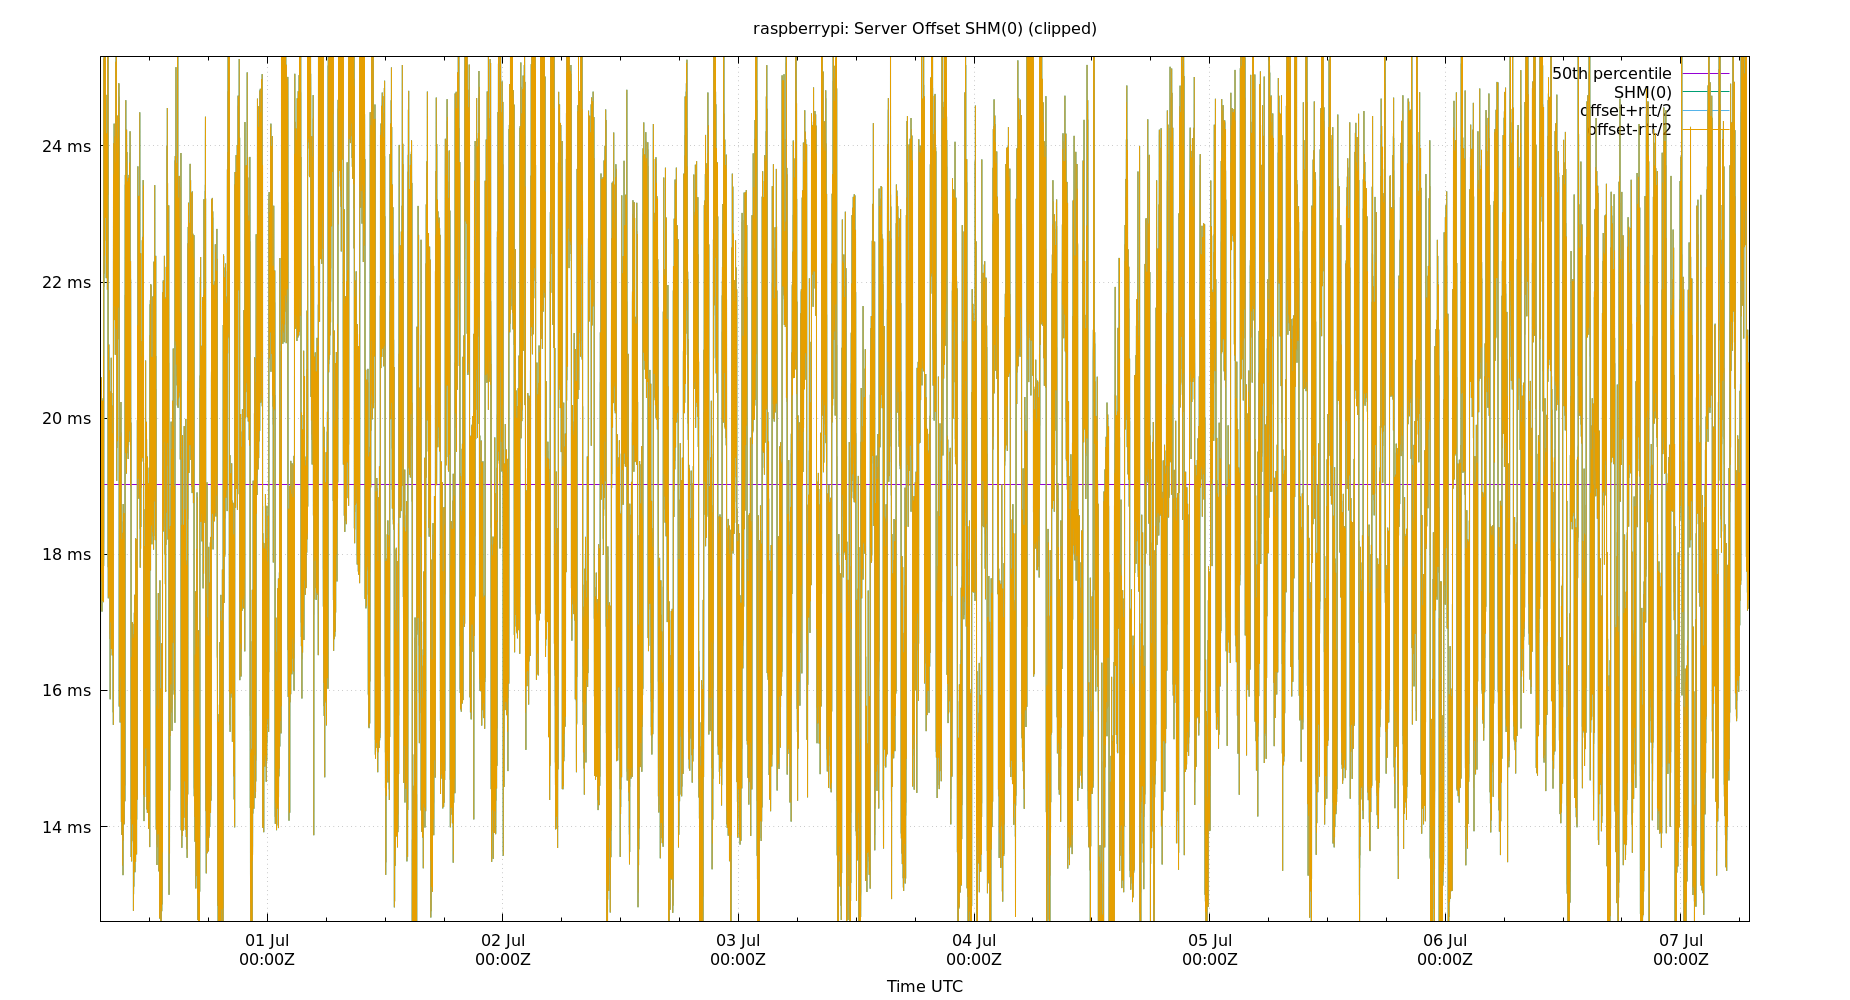 raspberrypi: Server Offset SHM(0) (clipped)
50th percentile
SHM(0)
offset+rtt/2
offset-rtt/2
24 ms
22 ms
20 ms
18 ms
16 ms
14 ms
01 Jul 02 Jul 03 Jul 04 Jul 05 Jul 06 Jul 07 Jul
00:00Z 00:00Z 00:00Z 00:00Z 00:00Z 00:00Z 00:00Z
Time UTC